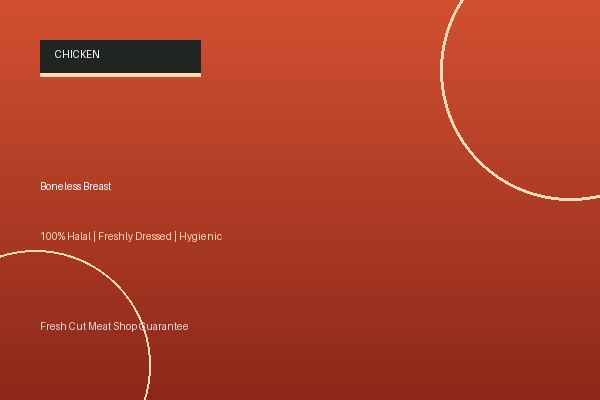 CHICKEN
Boneless Breast
100% Halal | Freshly Dressed | Hygienic
Fresh Cut Meat Shop Guarantee